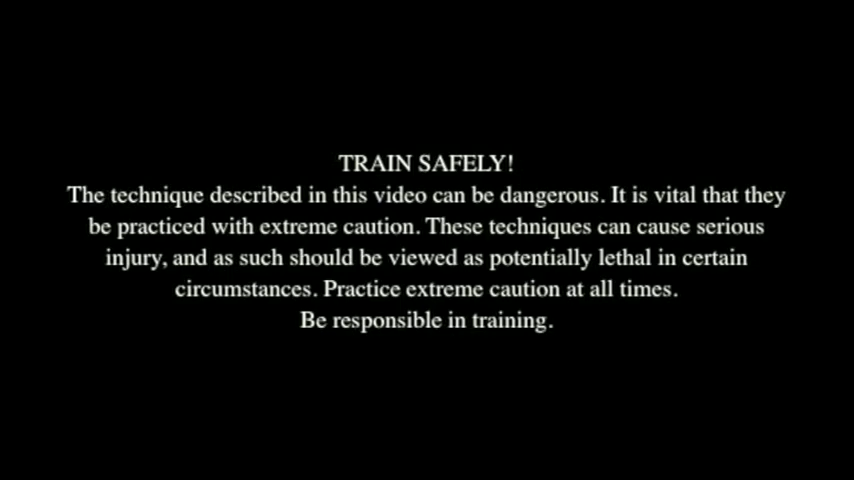 TRAIN SAFELY!
The technique described in this video can be dangerous. It is vital that they
be practiced with extreme caution. These techniques can cause serious
injury, and as such should be viewed as potentially lethal in certain
circumstances. Practice extreme caution at all times.
Be responsible in training.